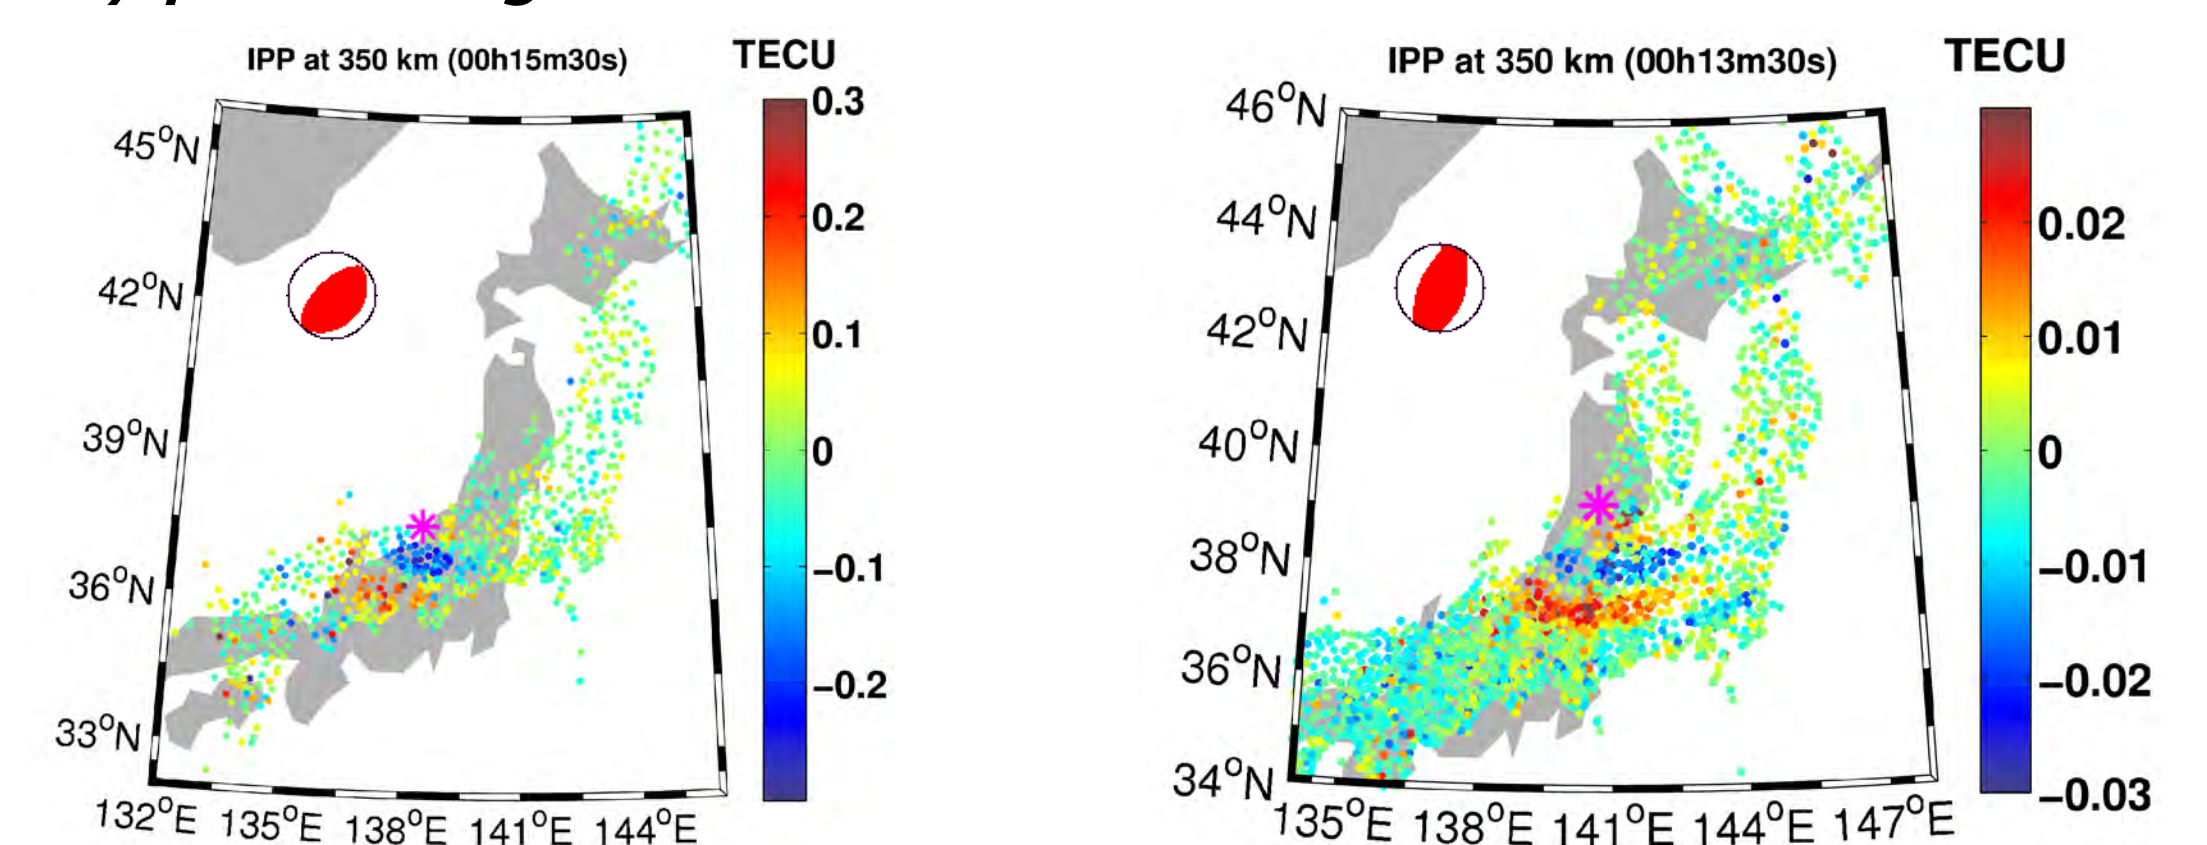 IPP at 350 km (00h15m30s)
TECU
0.3
0.2
0.1
0
−0.1
−0.2
45°N
42°N
39°N
36°N
33°N
132°E 135°E 138°E 141°E 144°E
IPP at 350 km (00h13m30s)
TECU
0.02
0.01
0
−0.01
−0.02
−0.03
46°N
44°N
42°N
40°N
38°N
36°N
34°N
135°E 138°E 141°E 144°E 147°E